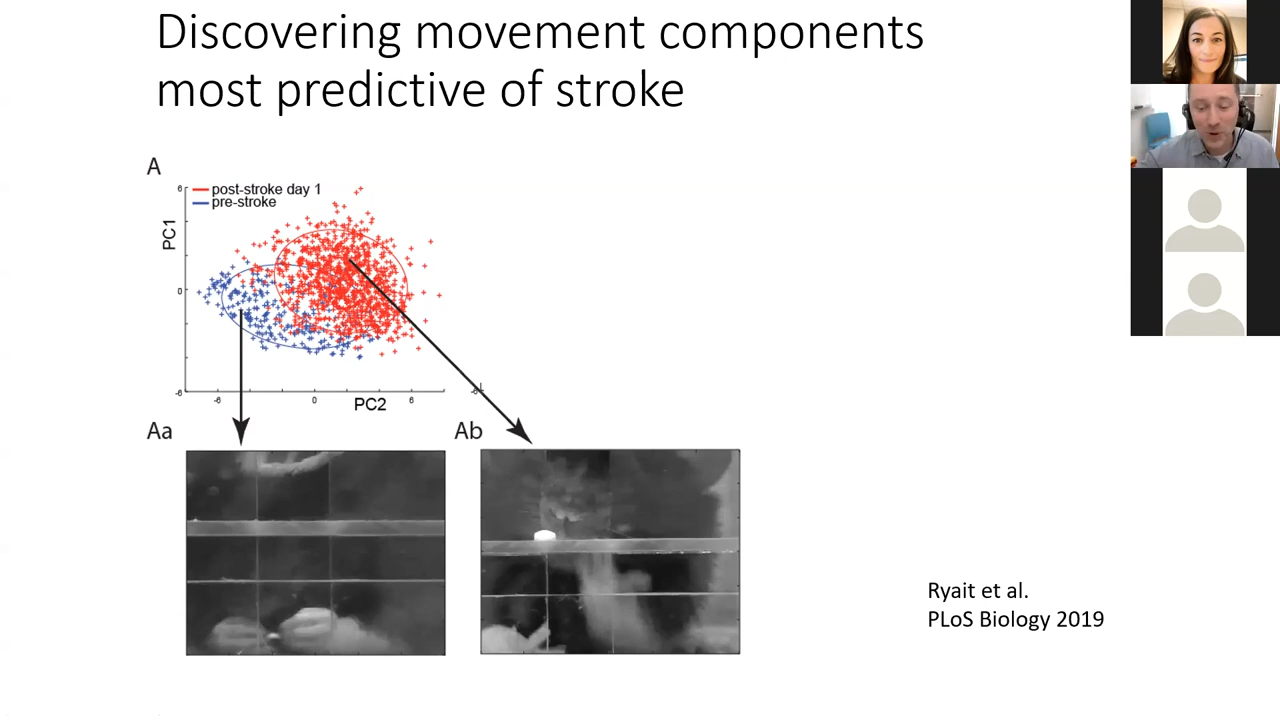 Discovering movement components
most predictive of stroke
A
6
post-stroke day 1
pre-stroke
PC1
0
-6
-6
0
6
PC2
-6
Aa
Ab
Ryait et al.
PLoS Biology 2019